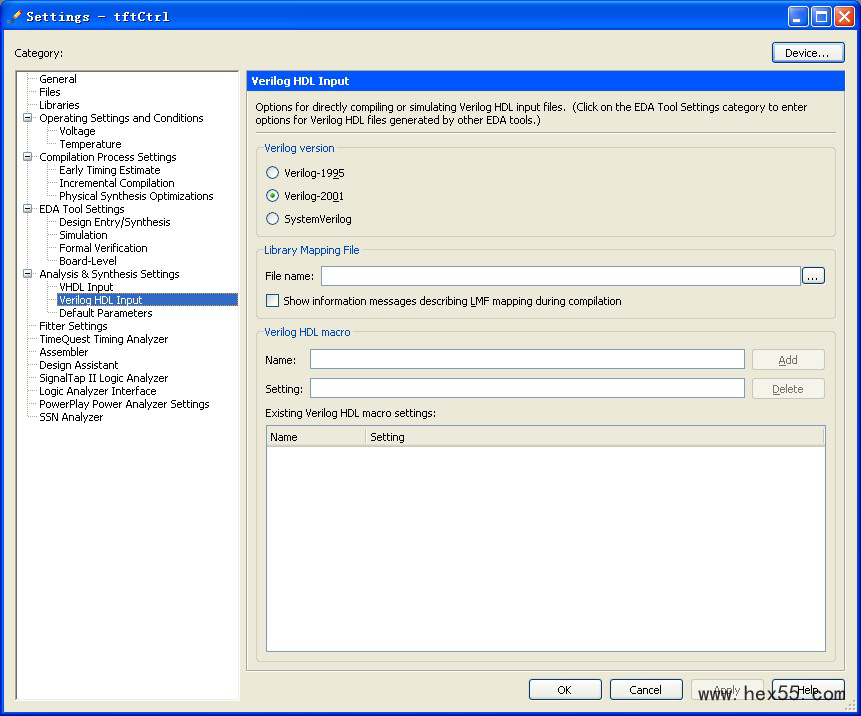 Settings - tftCtrl
Category:
Device...
General
Files
Libraries
Operating Settings and Conditions
Voltage
Temperature
Compilation Process Settings
Early Timing Estimate
Incremental Compilation
Physical Synthesis Optimizations
EDA Tool Settings
Design Entry/Synthesis
Simulation
Formal Verification
Board-Level
Analysis & Synthesis Settings
VHDL Input
Verilog HDL Input
Default Parameters
Fitter Settings
TimeQuest Timing Analyzer
Assembler
Design Assistant
SignalTap II Logic Analyzer
Logic Analyzer Interface
PowerPlay Power Analyzer Settings
SSN Analyzer
Verilog HDL Input
Options for directly compiling or simulating Verilog HDL input files. (Click on the EDA Tool Settings category to enter
options for Verilog HDL files generated by other EDA tools.)
Verilog version
Verilog-1995
Verilog-2001
SystemVerilog
Library Mapping File
File name:
...
Show information messages describing LMF mapping during compilation
Verilog HDL macro
Name:
Add
Setting:
Delete
Existing Verilog HDL macro settings:
Name Setting
OK Cancel Apply Help
www.hex55.com